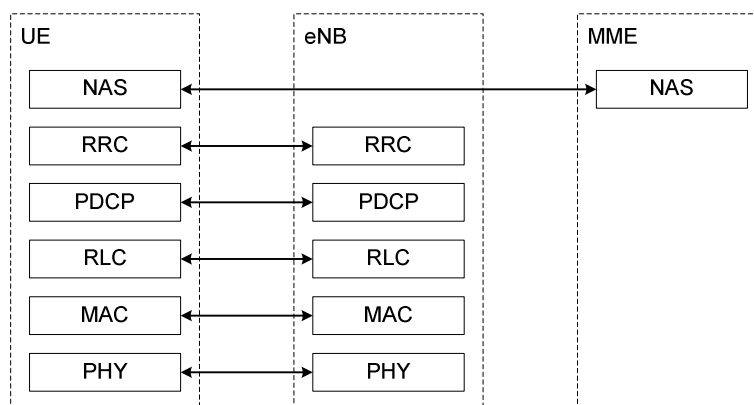 UE eNB MME
NAS NAS
RRC RRC
PDCP PDCP
RLC RLC
MAC MAC
PHY PHY